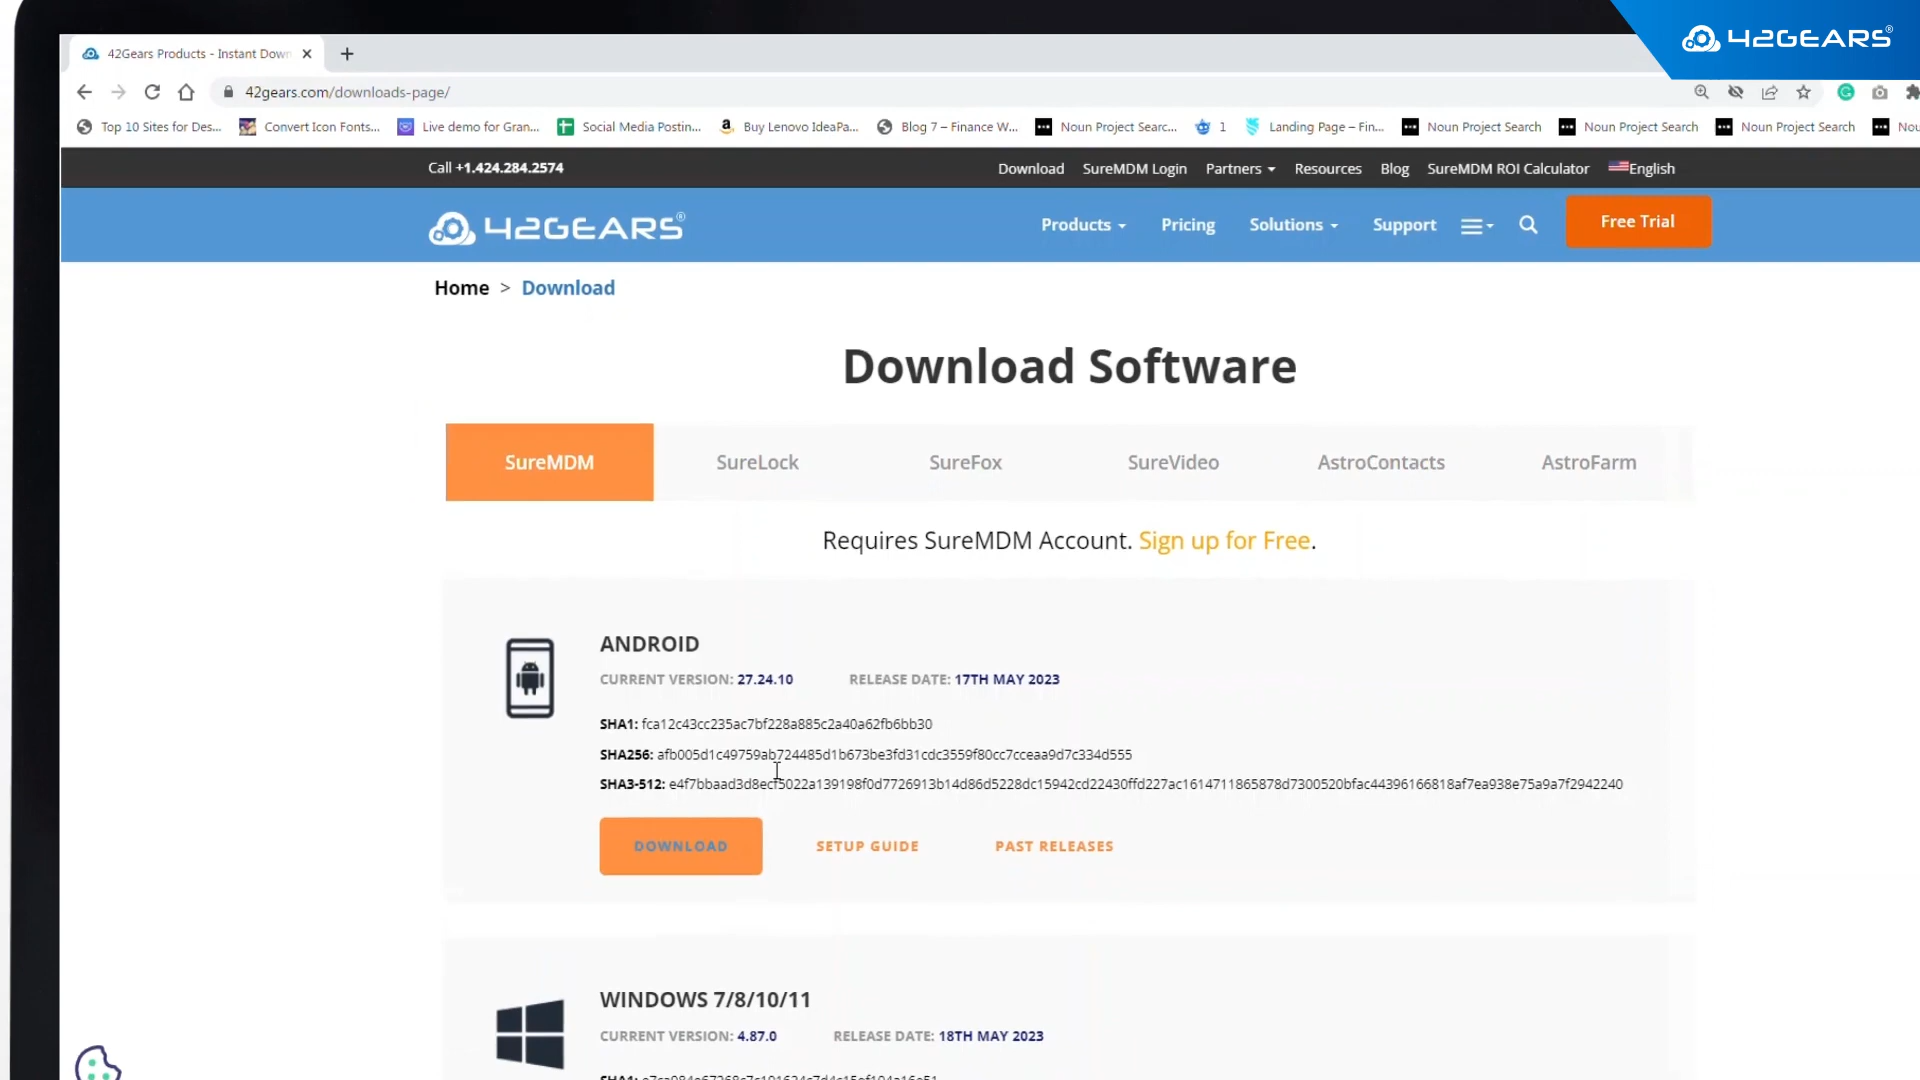 42GEARS®
42Gears Products - Instant Down
42gears.com/downloads-page/
Top 10 Sites for Des... Convert Icon Fonts... Live demo for Gran... Social Media Postin... Buy Lenovo IdeaPa... Blog 7 – Finance W... Noun Project Searc... 1 Landing Page – Fin... Noun Project Search Noun Project Search Noun Project Search Nou
Call +1.424.284.2574 Download SureMDM Login Partners Resources Blog SureMDM ROI Calculator English
42GEARS® Products Pricing Solutions Support Free Trial
Home > Download
Download Software
SureMDM SureLock SureFox SureVideo AstroContacts AstroFarm
Requires SureMDM Account. Sign up for Free.
ANDROID
CURRENT VERSION: 27.24.10 RELEASE DATE: 17TH MAY 2023
SHA1: fca12c43cc235ac7bf228a885c2a40a62fb6bb30
SHA256: afb005d1c49759ab724485d1b673be3fd31cdc3559f80cc7cceaa9d7c334d555
SHA3-512: e4f7bbaad3d8ecf5022a139198f0d7726913b14d86d5228dc15942cd22430ffd227ac1614711865878d7300520bfac44396166818af7ea938e75a9a7f2942240
DOWNLOAD SETUP GUIDE PAST RELEASES
WINDOWS 7/8/10/11
CURRENT VERSION: 4.87.0 RELEASE DATE: 18TH MAY 2023